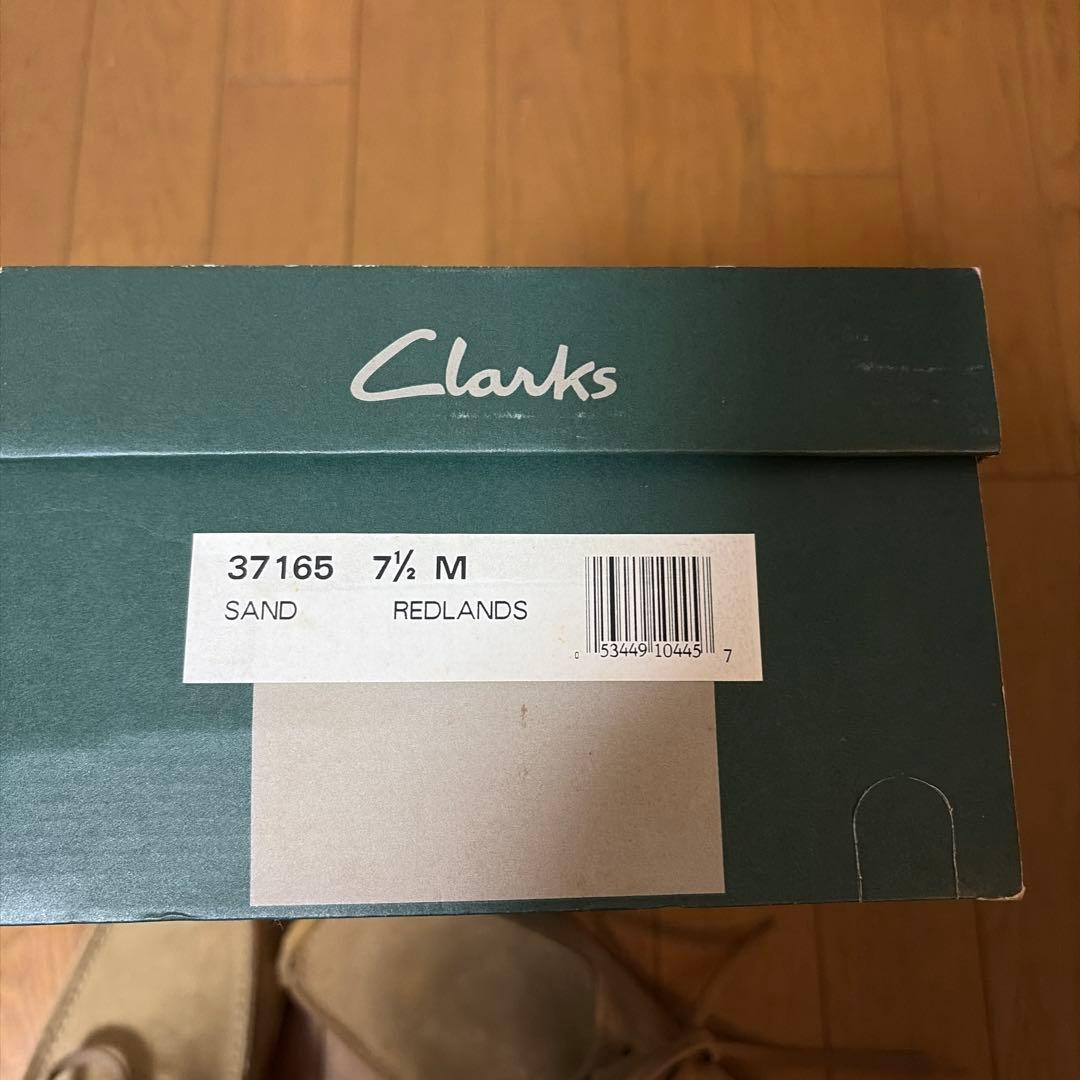 Clarks
37165 7½ M
SAND REDLANDS
0 53449 10445 7